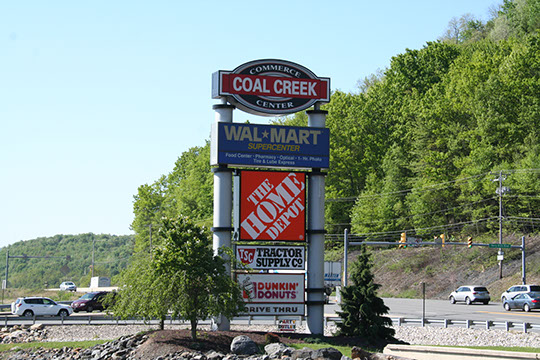 COMMERCE
COAL CREEK
CENTER
WAL★MART
SUPERCENTER
Food Center • Pharmacy • Optical • 1-Hr. Photo
Tire & Lube Express
THE
HOME
DEPOT
TSC
TRACTOR
SUPPLY CO
DUNKIN'
DONUTS
DRIVE THRU